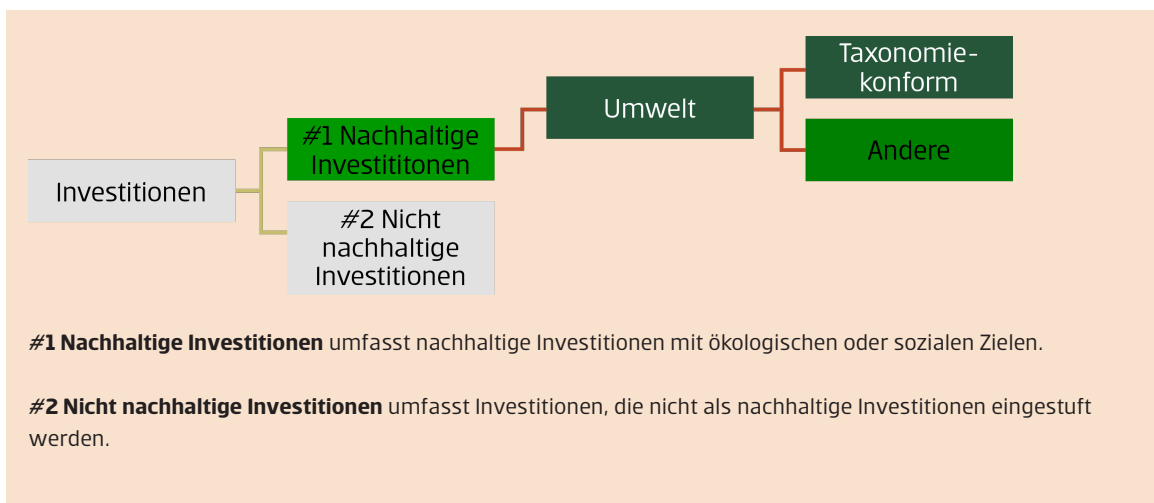 Taxonomie-
konform
Umwelt
#1 Nachhaltige
Investititonen
Andere
Investitionen
#2 Nicht
nachhaltige
Investitionen
#1 Nachhaltige Investitionen umfasst nachhaltige Investitionen mit ökologischen oder sozialen Zielen.
#2 Nicht nachhaltige Investitionen umfasst Investitionen, die nicht als nachhaltige Investitionen eingestuft
werden.